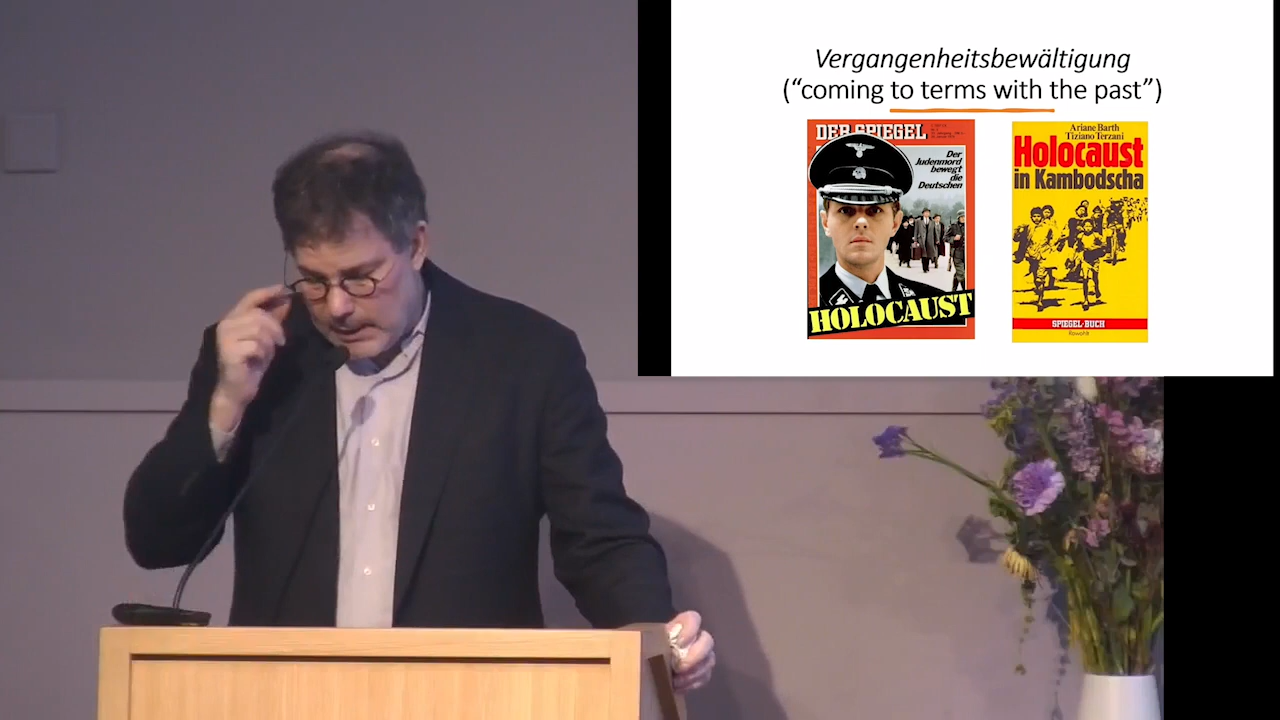 Vergangenheitsbewältigung
(“coming to terms with the past”)
DER SPIEGEL
Der
Judenmord
bewegt
die
Deutschen
HOLOCAUST
Ariane Barth
Tiziano Terzani
Holocaust
in Kambodscha
SPIEGEL-BUCH
Rowohlt